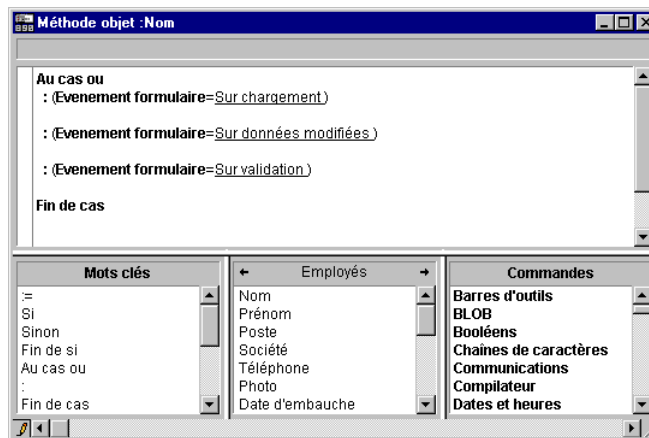 Méthode objet :Nom
Au cas ou
: (Evenement formulaire=Sur chargement )
: (Evenement formulaire=Sur données modifiées )
: (Evenement formulaire=Sur validation )
Fin de cas
Mots clés
:=
Si
Sinon
Fin de si
Au cas ou
:
Fin de cas
Employés
Nom
Prénom
Poste
Société
Téléphone
Photo
Date d'embauche
Commandes
Barres d'outils
BLOB
Booléens
Chaînes de caractères
Communications
Compilateur
Dates et heures